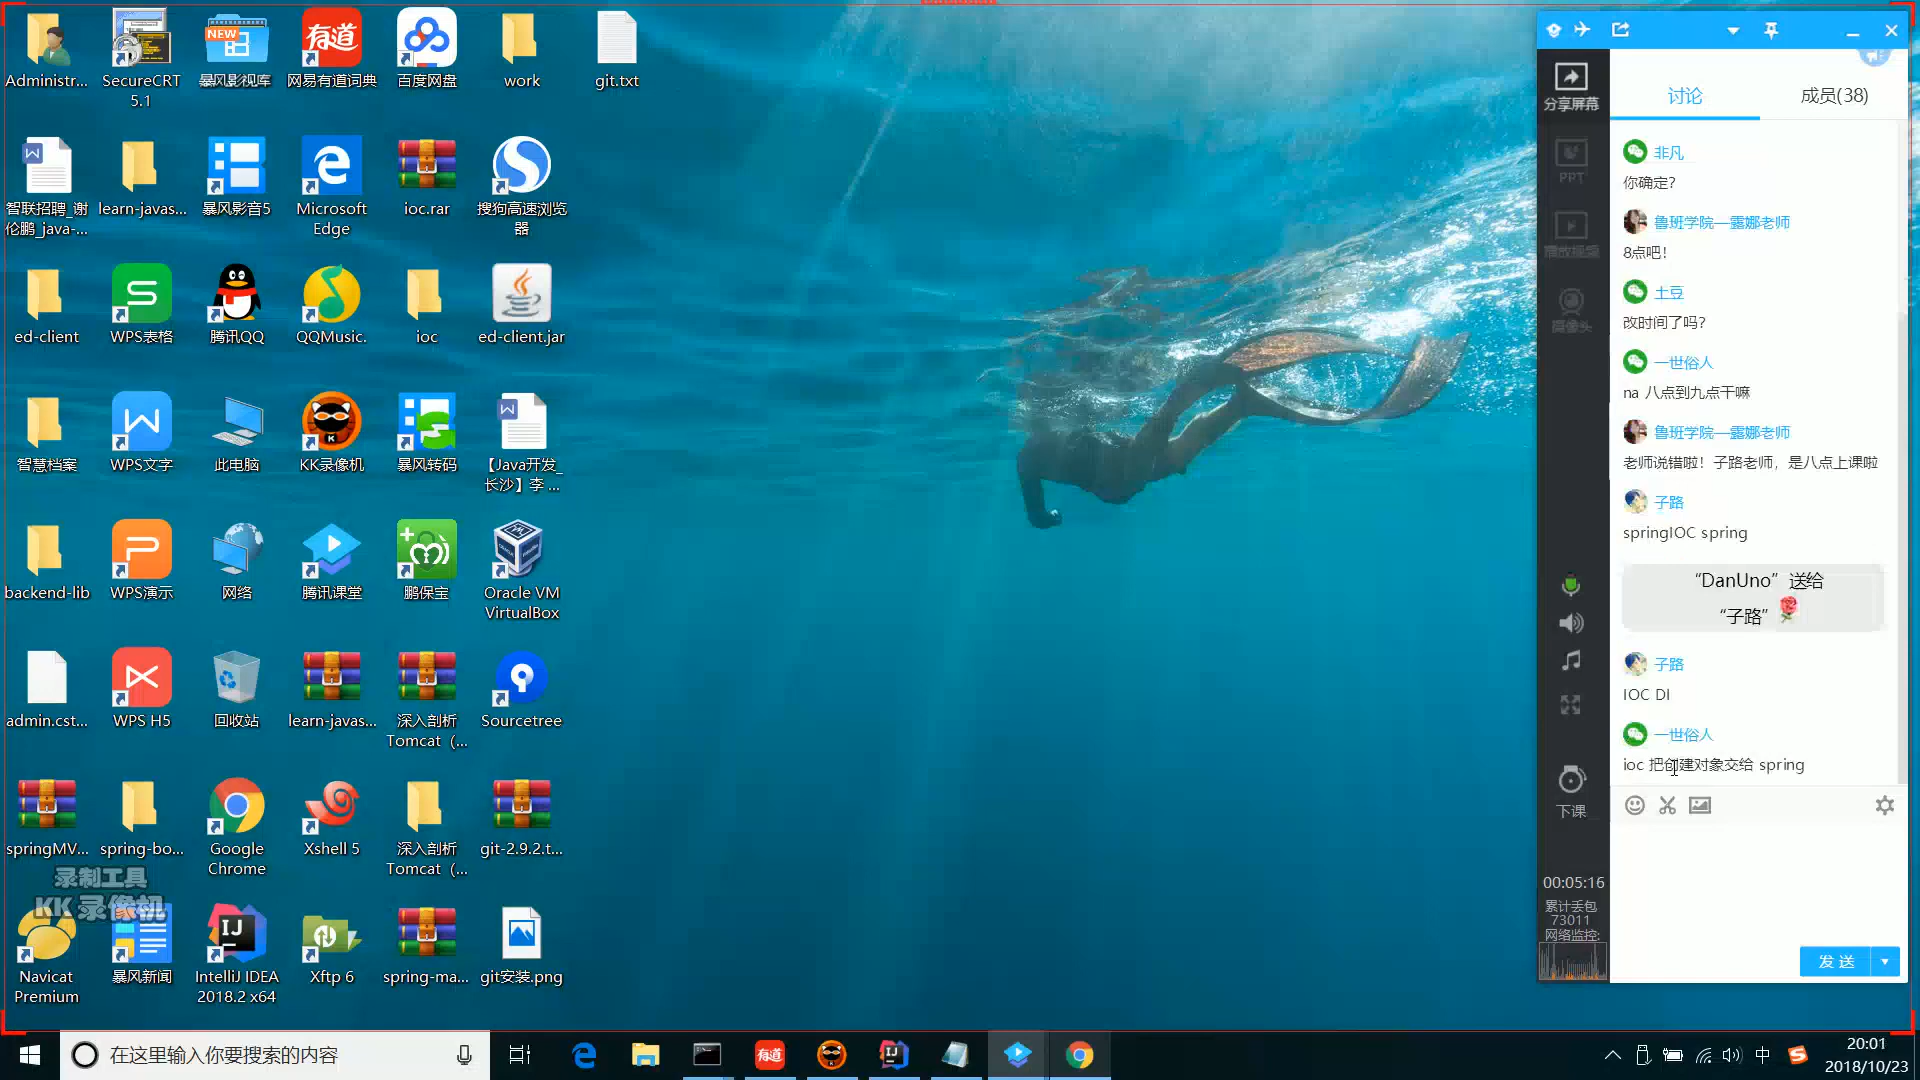 Administr...
SecureCRT
5.1
NEW
暴风影视库
有道
网易有道词典
百度网盘
work
git.txt
智联招聘_谢
伦鹏_java-...
learn-javas...
暴风影音5
Microsoft
Edge
ioc.rar
搜狗高速浏览
器
ed-client
WPS表格
腾讯QQ
QQMusic.
ioc
ed-client.jar
智慧档案
WPS文字
此电脑
KK录像机
暴风转码
【Java开发_
长沙】李 ...
backend-lib
WPS演示
网络
腾讯课堂
鹏保宝
Oracle VM
VirtualBox
admin.cst...
WPS H5
回收站
learn-javas...
深入剖析
Tomcat（...
Sourcetree
springMV...
spring-bo...
Google
Chrome
Xshell 5
深入剖析
Tomcat（...
git-2.9.2.t...
录制工具
KK 录像机
Navicat
Premium
暴风新闻
IJ
IntelliJ IDEA
2018.2 x64
Xftp 6
spring-ma...
git安装.png
分享屏幕
PPT
播放视频
摄像头
下课
00:05:16
累计丢包
73011
网络监控:
讨论
成员(38)
非凡
你确定?
鲁班学院—露娜老师
8点吧！
土豆
改时间了吗?
一世俗人
na 八点到九点干嘛
鲁班学院—露娜老师
老师说错啦！子路老师，是八点上课啦
子路
springIOC spring
“DanUno”送给
“子路”
子路
IOC DI
一世俗人
ioc 把创建对象交给 spring
发 送
在这里输入你要搜索的内容
有道
IJ
中
20:01
2018/10/23